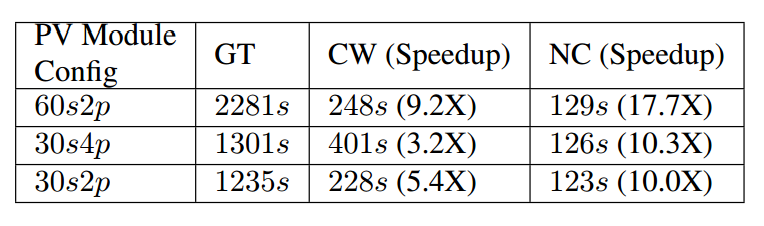 PV Module Config GT CW (Speedup) NC (Speedup)
60s2p 2281s 248s (9.2X) 129s (17.7X)
30s4p 1301s 401s (3.2X) 126s (10.3X)
30s2p 1235s 228s (5.4X) 123s (10.0X)